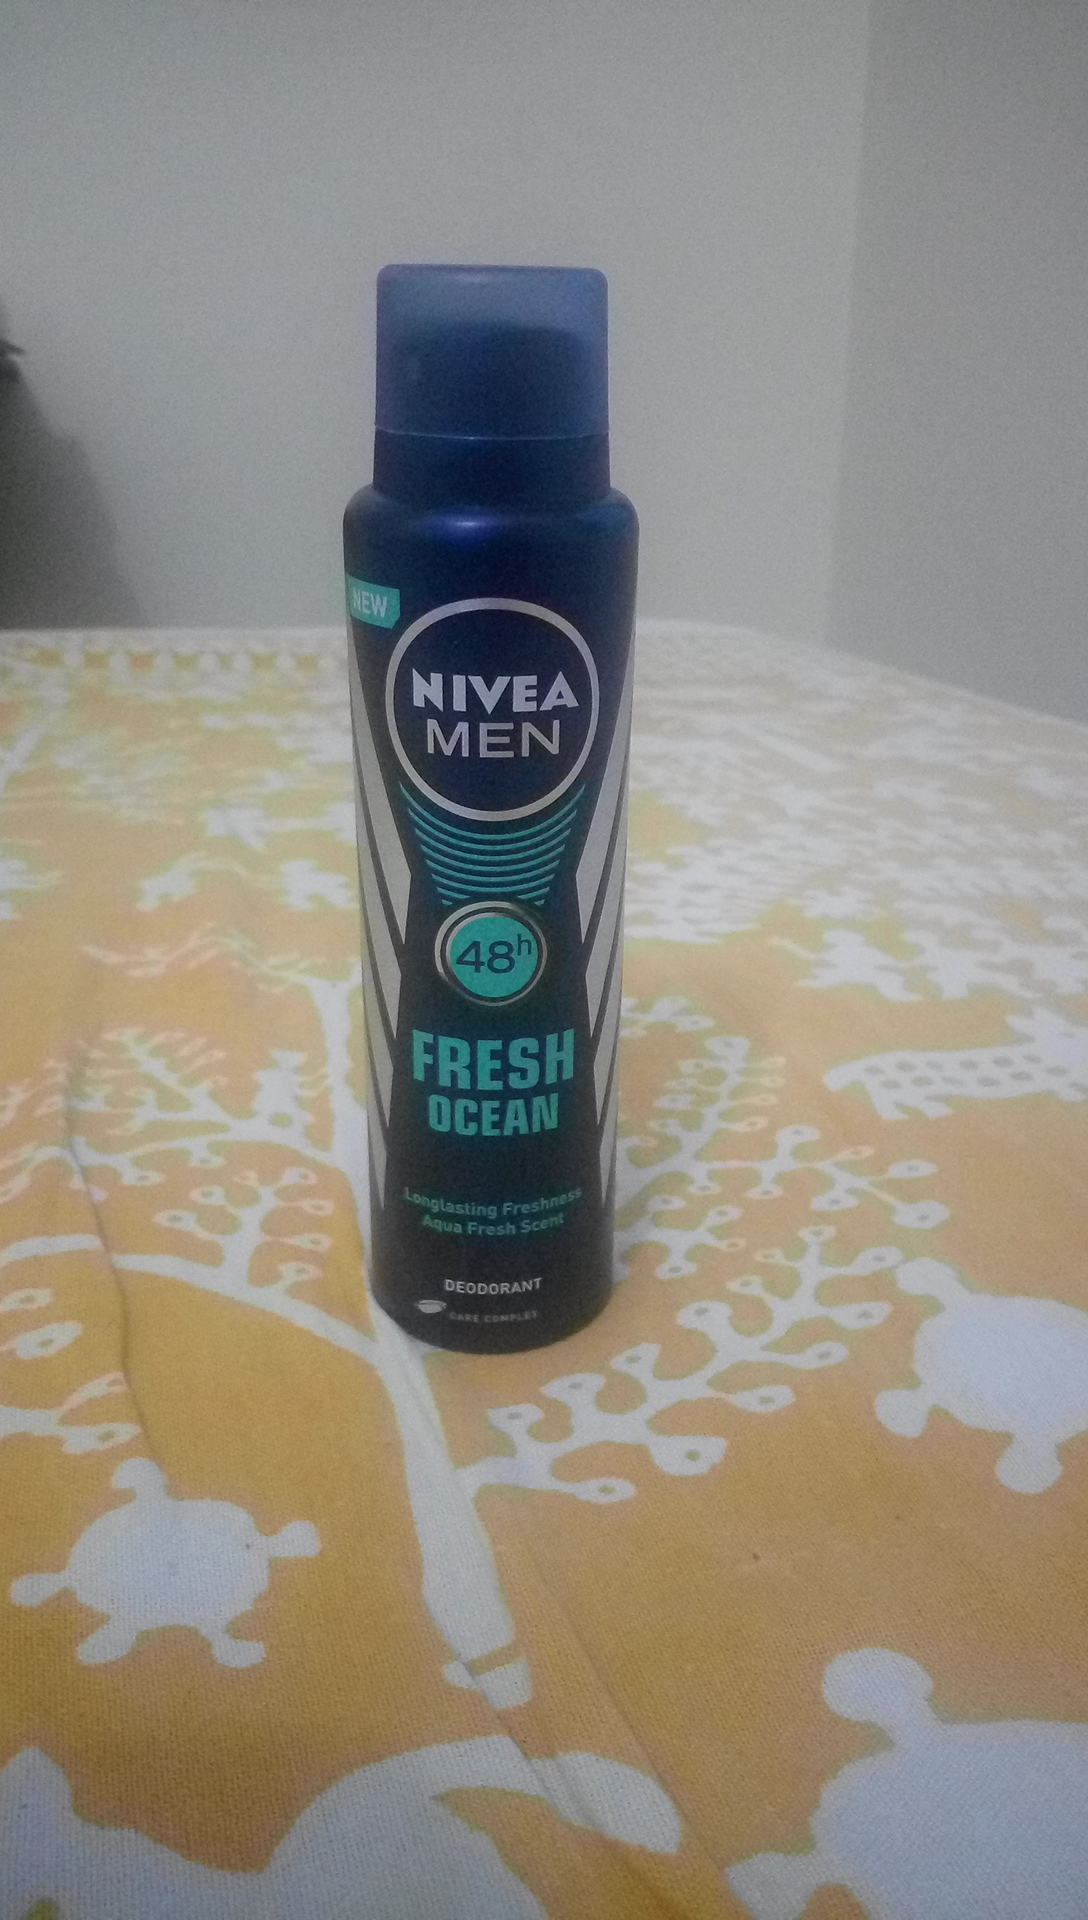 NEW
NIVEA
MEN
48h
FRESH
OCEAN
Longlasting Freshness
Aqua Fresh Scent
DEODORANT
CARE COMPLEX